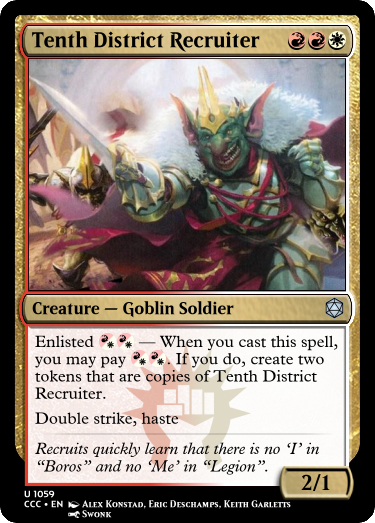 Tenth District Recruiter
Creature — Goblin Soldier
Enlisted — When you cast this spell,
you may pay . If you do, create two
tokens that are copies of Tenth District
Recruiter.
Double strike, haste
Recruits quickly learn that there is no ‘I’ in
“Boros” and no ‘Me’ in “Legion”.
2/1
U 1059
CCC • EN Alex Konstad, Eric Deschamps, Keith Garletts
Swonk